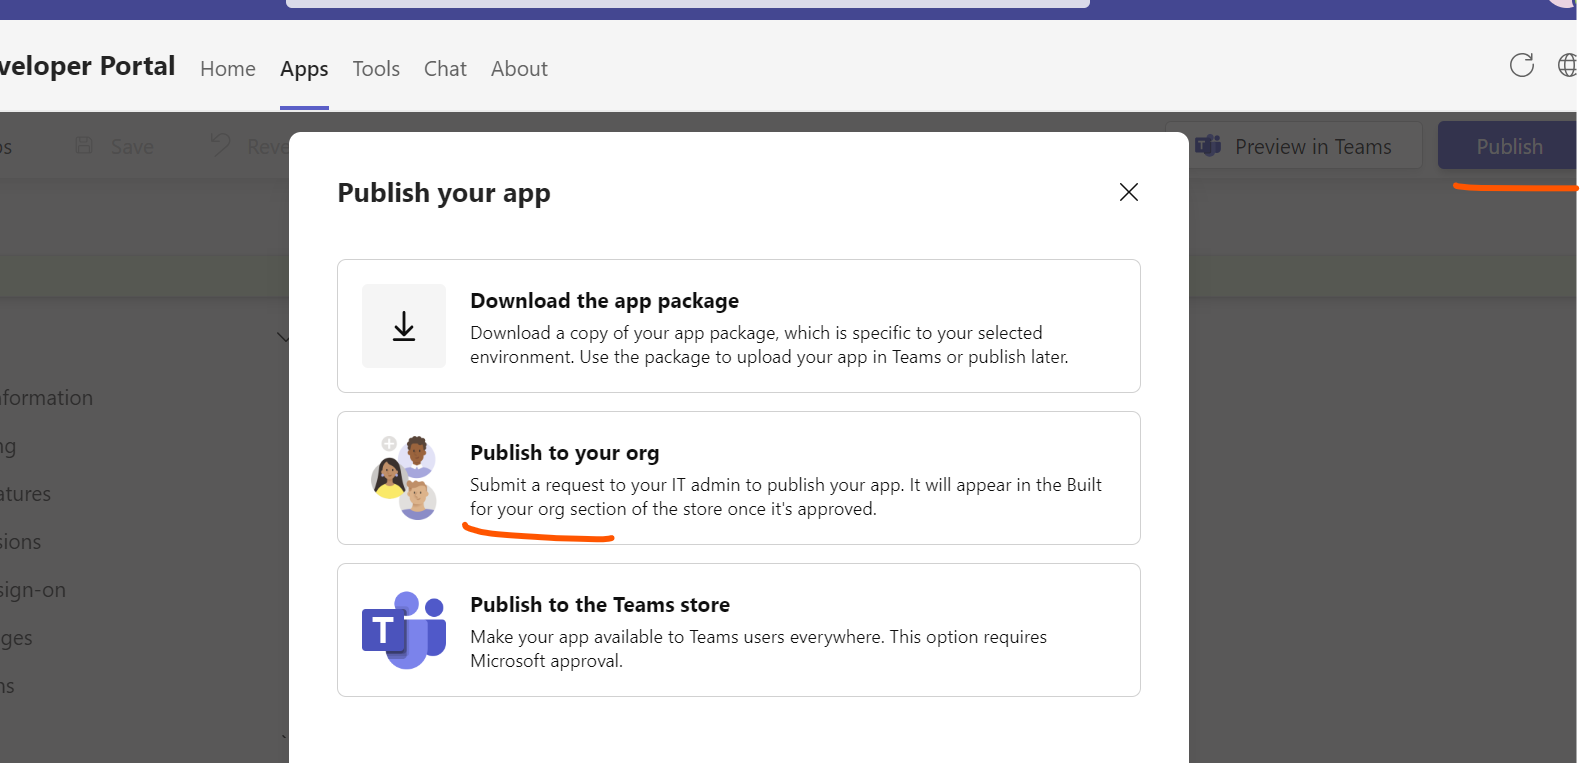 veloper Portal Home Apps Tools Chat About
Save Reve Preview in Teams Publish
Publish your app
Download the app package
Download a copy of your app package, which is specific to your selected
environment. Use the package to upload your app in Teams or publish later.
nformation
ng
Publish to your org
Submit a request to your IT admin to publish your app. It will appear in the Built
for your org section of the store once it's approved.
atures
sions
sign-on
Publish to the Teams store
Make your app available to Teams users everywhere. This option requires
Microsoft approval.
ges
ns
T